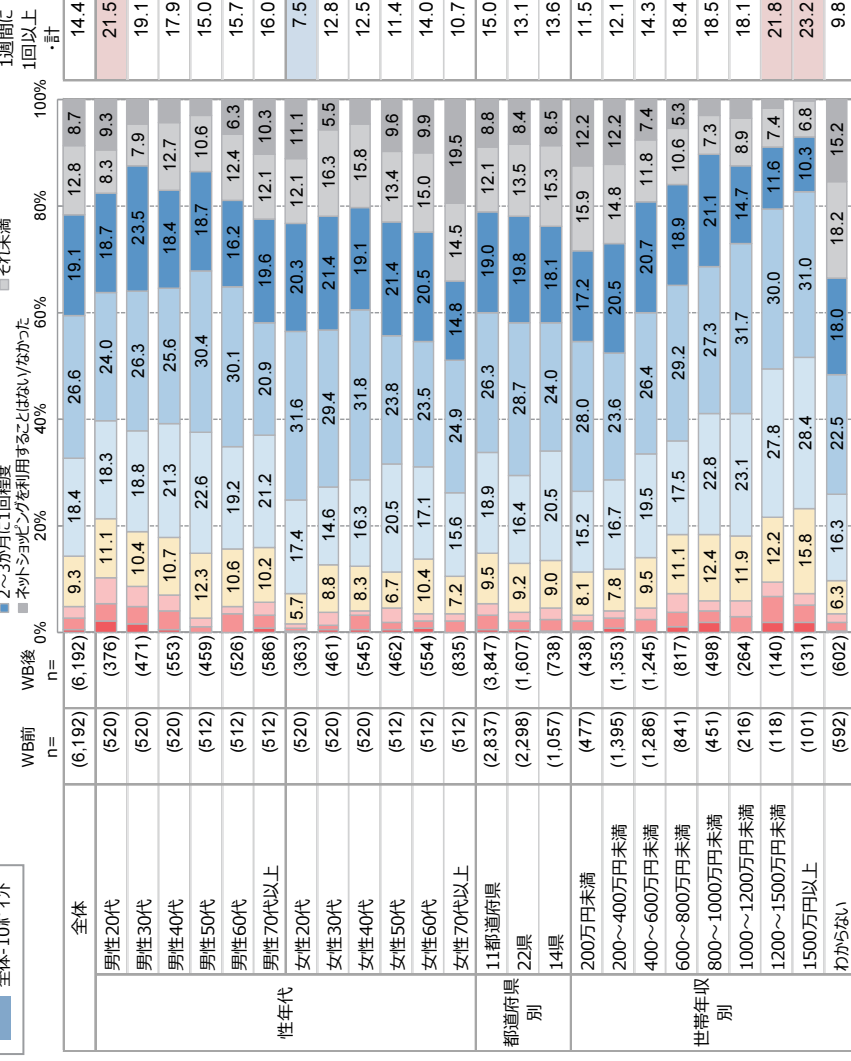 全体-10ポイント
2～3か月に1回程度
それ未満
ネットショッピングを利用することはない/なかった
1週間に
1回以上
・計
WB前
n=
WB後
n=
0% 20% 40% 60% 80% 100%
全体 (6,192) (6,192) 9.3 18.4 26.6 19.1 12.8 8.7 14.4
性年代
男性20代 (520) (376) 11.1 18.3 24.0 18.7 8.3 9.3 21.5
男性30代 (520) (471) 10.4 18.8 26.3 23.5 7.9 19.1
男性40代 (520) (553) 10.7 21.3 25.6 18.4 12.7 17.9
男性50代 (512) (459) 12.3 22.6 30.4 18.7 10.6 15.0
男性60代 (512) (526) 10.6 19.2 30.1 16.2 12.4 6.3 15.7
男性70代以上 (512) (586) 10.2 21.2 20.9 19.6 12.1 10.3 16.0
女性20代 (520) (363) 5.7 17.4 31.6 20.3 12.1 11.1 7.5
女性30代 (520) (461) 8.8 14.6 29.4 21.4 16.3 5.5 12.8
女性40代 (520) (545) 8.3 16.3 31.8 19.1 15.8 12.5
女性50代 (512) (462) 6.7 20.5 23.8 21.4 13.4 9.6 11.4
女性60代 (512) (554) 10.4 17.1 23.5 20.5 15.0 9.9 14.0
女性70代以上 (512) (835) 7.2 15.6 24.9 14.8 14.5 19.5 10.7
都道府県
別
11都道府県 (2,837) (3,847) 9.5 18.9 26.3 19.0 12.1 8.8 15.0
22県 (2,298) (1,607) 9.2 16.4 28.7 19.8 13.5 8.4 13.1
14県 (1,057) (738) 9.0 20.5 24.0 18.1 15.3 8.5 13.6
世帯年収
別
200万円未満 (477) (438) 8.1 15.2 28.0 17.2 15.9 12.2 11.5
200～400万円未満 (1,395) (1,353) 7.8 16.7 23.6 20.5 14.8 12.2 12.1
400～600万円未満 (1,286) (1,245) 9.5 19.5 26.4 20.7 11.8 7.4 14.3
600～800万円未満 (841) (817) 11.1 17.5 29.2 18.9 10.6 5.3 18.4
800～1000万円未満 (451) (498) 12.4 22.8 27.3 21.1 7.3 18.5
1000～1200万円未満 (216) (264) 11.9 23.1 31.7 14.7 8.9 18.1
1200～1500万円未満 (118) (140) 12.2 27.8 30.0 11.6 7.4 21.8
1500万円以上 (101) (131) 15.8 28.4 31.0 10.3 6.8 23.2
わからない (592) (602) 6.3 16.3 22.5 18.0 18.2 15.2 9.8